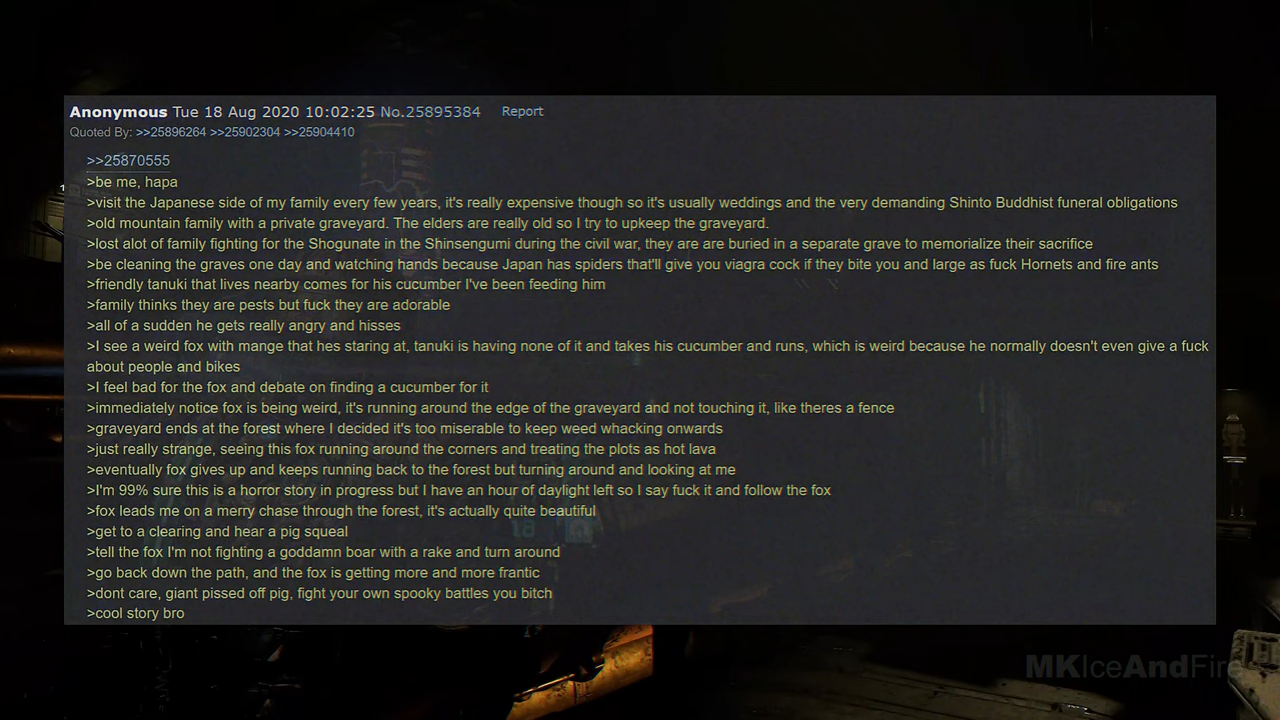 Anonymous Tue 18 Aug 2020 10:02:25 No.25895384 Report
Quoted By: >>25896264 >>25902304 >>25904410
>>25870555
>be me, hapa
>visit the Japanese side of my family every few years, it's really expensive though so it's usually weddings and the very demanding Shinto Buddhist funeral obligations
>old mountain family with a private graveyard. The elders are really old so I try to upkeep the graveyard.
>lost alot of family fighting for the Shogunate in the Shinsengumi during the civil war, they are are buried in a separate grave to memorialize their sacrifice
>be cleaning the graves one day and watching hands because Japan has spiders that'll give you viagra cock if they bite you and large as fuck Hornets and fire ants
>friendly tanuki that lives nearby comes for his cucumber I've been feeding him
>family thinks they are pests but fuck they are adorable
>all of a sudden he gets really angry and hisses
>I see a weird fox with mange that hes staring at, tanuki is having none of it and takes his cucumber and runs, which is weird because he normally doesn't even give a fuck
about people and bikes
>I feel bad for the fox and debate on finding a cucumber for it
>immediately notice fox is being weird, it's running around the edge of the graveyard and not touching it, like theres a fence
>graveyard ends at the forest where I decided it's too miserable to keep weed whacking onwards
>just really strange, seeing this fox running around the corners and treating the plots as hot lava
>eventually fox gives up and keeps running back to the forest but turning around and looking at me
>I'm 99% sure this is a horror story in progress but I have an hour of daylight left so I say fuck it and follow the fox
>fox leads me on a merry chase through the forest, it's actually quite beautiful
>get to a clearing and hear a pig squeal
>tell the fox I'm not fighting a goddamn boar with a rake and turn around
>go back down the path, and the fox is getting more and more frantic
>dont care, giant pissed off pig, fight your own spooky battles you bitch
>cool story bro
18
MKIceAndFire